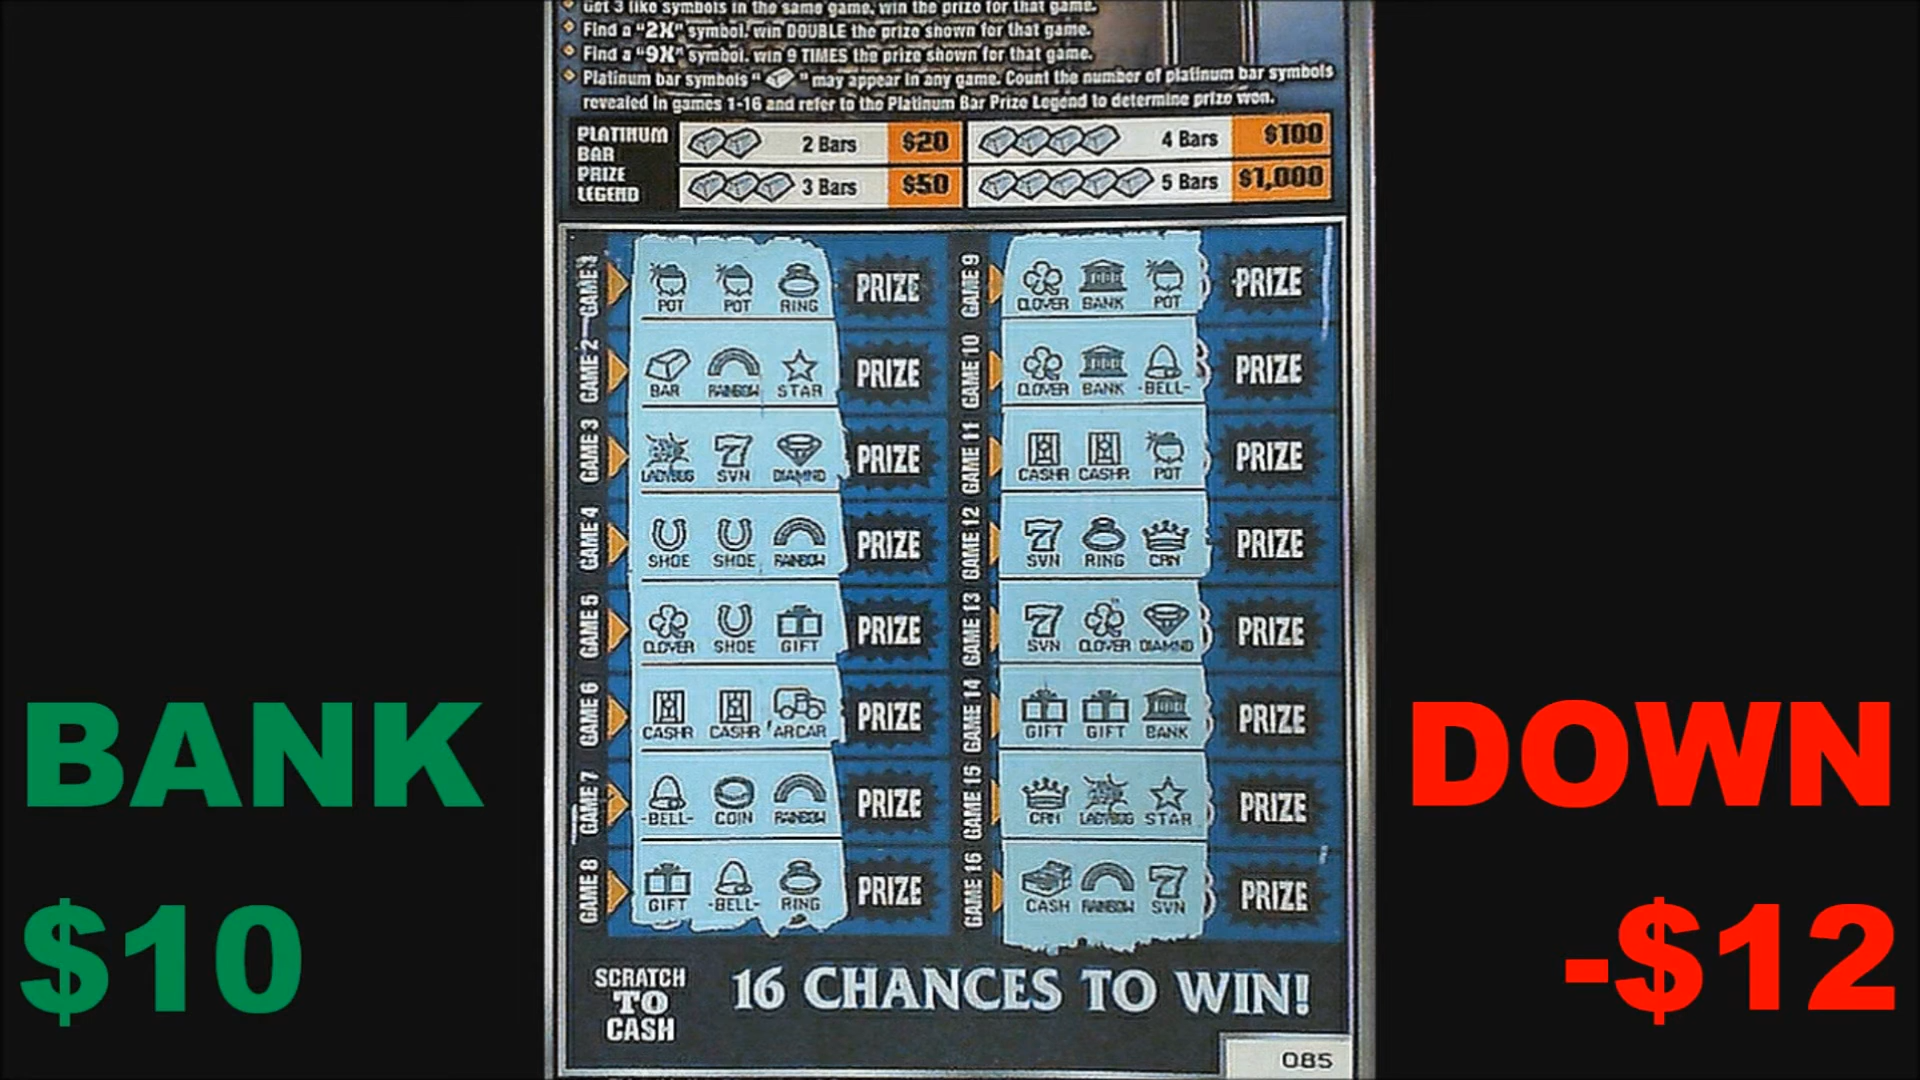 Get 3 like symbols in the same game, win the prize for that game.
Find a "2X" symbol, win DOUBLE the prize shown for that game.
Find a "9X" symbol, win 9 TIMES the prize shown for that game.
Platinum bar symbols " " may appear in any game. Count the number of platinum bar symbols
revealed in games 1-16 and refer to the Platinum Bar Prize Legend to determine prize won.
PLATINUM
BAR
PRIZE
LEGEND
2 Bars $20
4 Bars $100
3 Bars $50
5 Bars $1,000
GAME 1 POT POT RING PRIZE
GAME 2 BAR RAINBOW STAR PRIZE
GAME 3 LADYBUG 7 SVN DIAMND PRIZE
GAME 4 SHOE SHOE RAINBOW PRIZE
GAME 5 CLOVER SHOE GIFT PRIZE
GAME 6 CASHR CASHR ARCAR PRIZE
GAME 7 -BELL- COIN RAINBOW PRIZE
GAME 8 GIFT -BELL- RING PRIZE
GAME 9 CLOVER BANK POT PRIZE
GAME 10 CLOVER BANK -BELL- PRIZE
GAME 11 CASHR CASHR POT PRIZE
GAME 12 7 SVN RING CRN PRIZE
GAME 13 7 SVN CLOVER DIAMND PRIZE
GAME 14 GIFT GIFT BANK PRIZE
GAME 15 CRN LADYBUG STAR PRIZE
GAME 16 CASH RAINBOW 7 SVN PRIZE
SCRATCH
TO
CASH
16 CHANCES TO WIN!
085
BANK
$10
DOWN
-$12